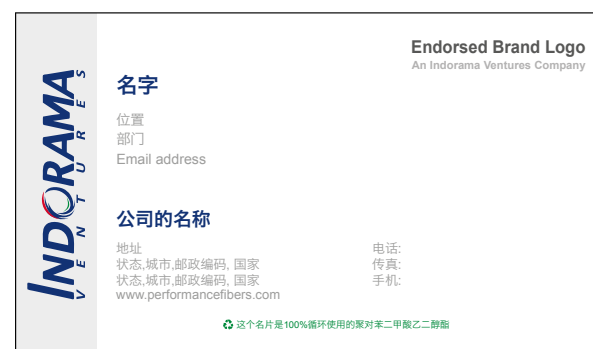 INDORAMA
VENTURES
Endorsed Brand Logo
An Indorama Ventures Company
名字
位置
部门
Email address
公司的名称
地址
状态,城市,邮政编码, 国家
状态,城市,邮政编码, 国家
www.performancefibers.com
电话:
传真:
手机:
这个名片是100%循环使用的聚对苯二甲酸乙二醇酯